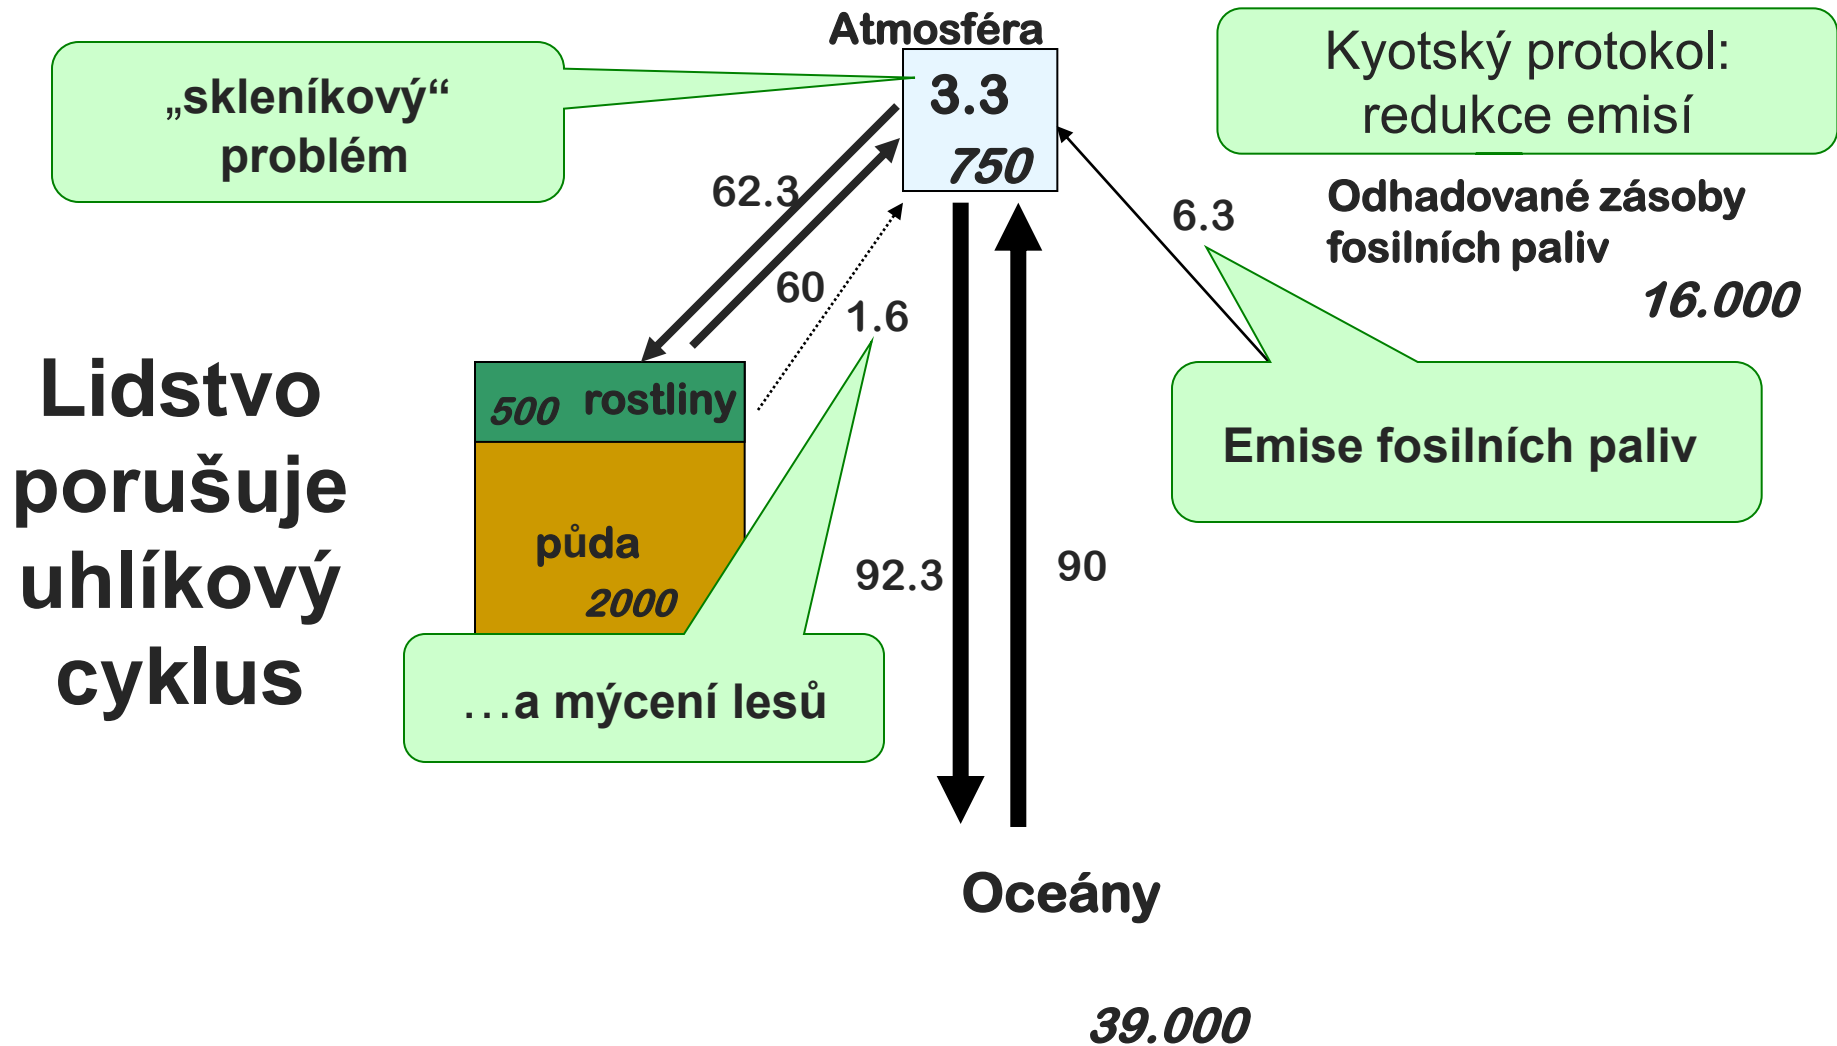 Atmosféra
Kyotský protokol:
redukce emisí
„skleníkový“
problém
3.3
750
62.3
6.3
Odhadované zásoby
fosilních paliv
16.000
60
1.6
Lidstvo
porušuje
uhlíkový
cyklus
500 rostliny
Emise fosilních paliv
půda
2000
92.3
90
…a mýcení lesů
Oceány
39.000